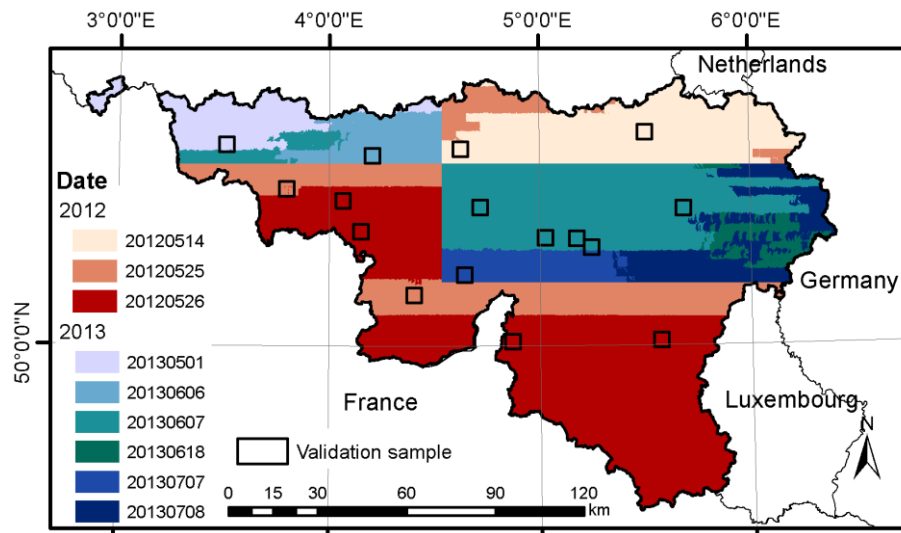 3°0'0"E 4°0'0"E 5°0'0"E 6°0'0"E
Netherlands
Date
2012
20120514
20120525
20120526
Germany
2013
50°0'0"N
20130501
20130606
France
Luxembourg
20130607
N
20130618
Validation sample
20130707
0 15 30 60 90 120
km
20130708